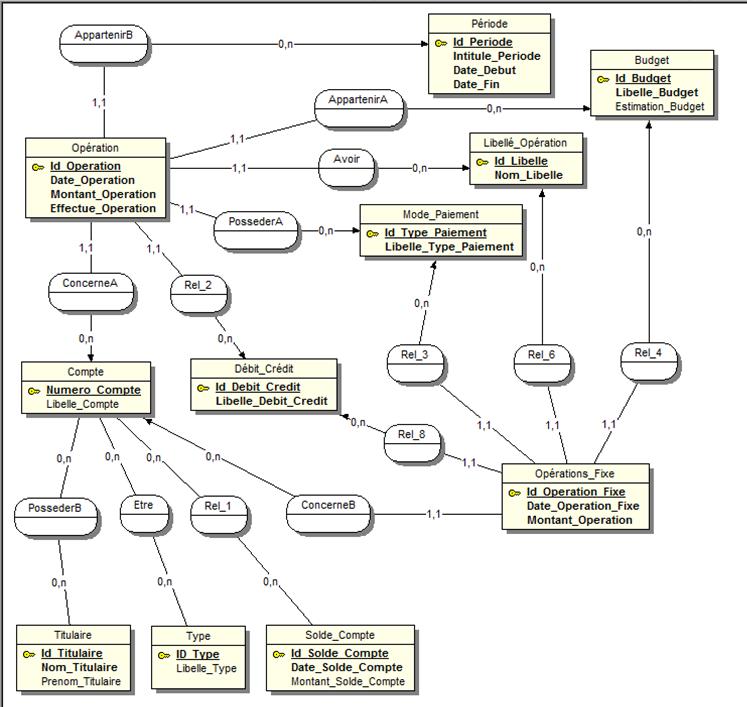 Période
Id_Periode
Intitule_Periode
Date_Debut
Date_Fin
AppartenirB
0,n
1,1
Budget
Id_Budget
Libelle_Budget
Estimation_Budget
AppartenirA
0,n
1,1
Opération
Id_Operation
Date_Operation
Montant_Operation
Effectue_Operation
Avoir
1,1
0,n
Libellé_Opération
Id_Libelle
Nom_Libelle
1,1
PossederA
0,n
Mode_Paiement
Id_Type_Paiement
Libelle_Type_Paiement
1,1
1,1
0,n
0,n
ConcerneA
Rel_2
0,n
0,n
0,n
Rel_3
Rel_6
Rel_4
Compte
Numero_Compte
Libelle_Compte
Débit_Crédit
Id_Debit_Credit
Libelle_Debit_Credit
0,n
Rel_8
1,1
1,1
1,1
1,1
0,n
0,n
0,n
0,n
Opérations_Fixe
Id_Operation_Fixe
Date_Operation_Fixe
Montant_Operation
PossederB
Etre
Rel_1
ConcerneB
1,1
0,n
0,n
0,n
Titulaire
Id_Titulaire
Nom_Titulaire
Prenom_Titulaire
Type
ID_Type
Libelle_Type
Solde_Compte
Id_Solde_Compte
Date_Solde_Compte
Montant_Solde_Compte